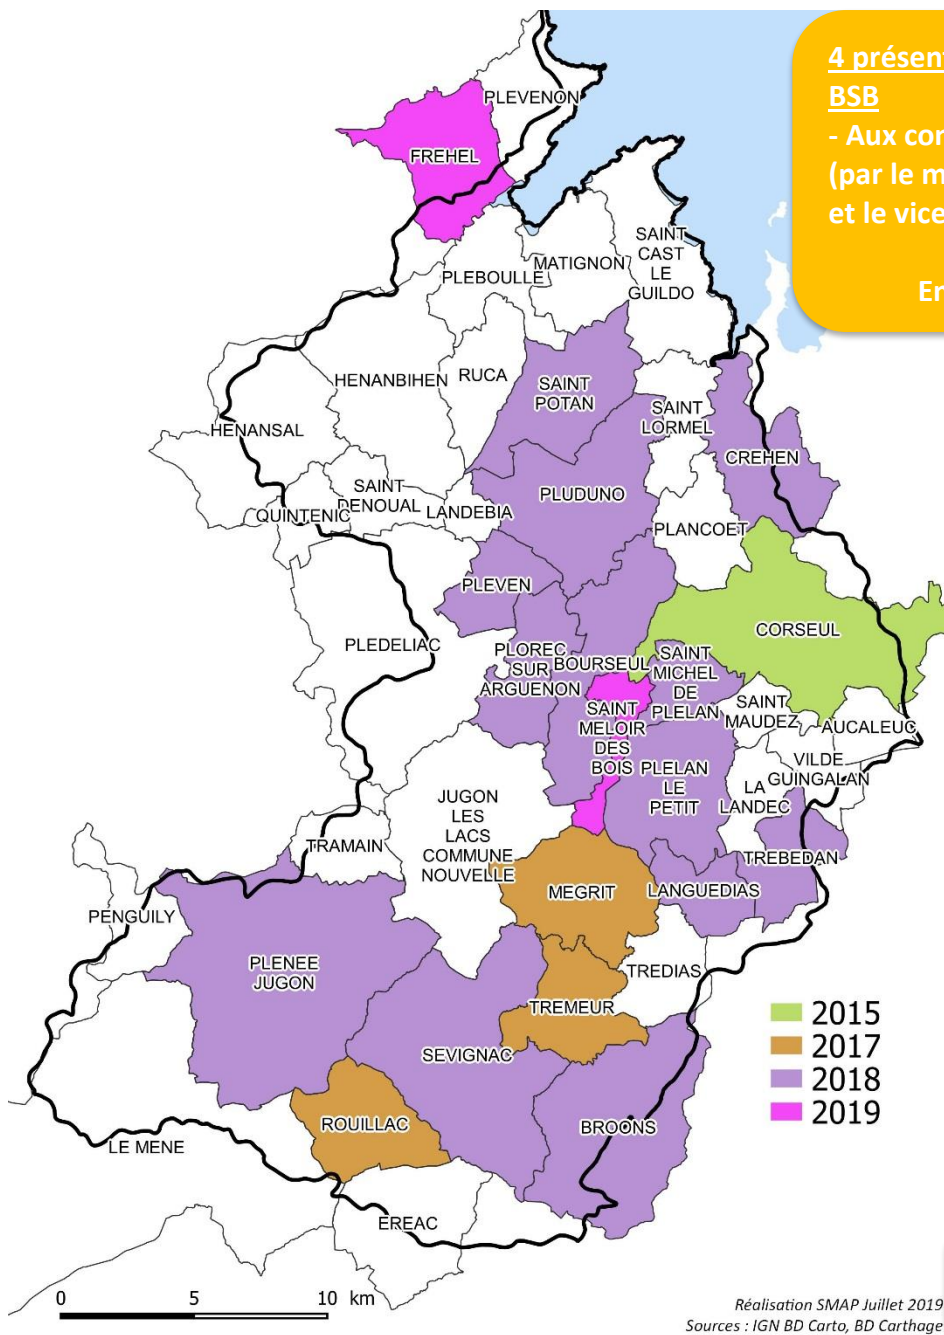 4 présent
BSB
- Aux con
(par le m
et le vice
En
PLEVENON
FREHEL
SAINT
CAST
LE
GUILDO
MATIGNON
PLEBOULLE
HENANBIHEN
RUCA
SAINT
POTAN
SAINT
LORMEL
HENANSAL
CREHEN
SAINT
DENOUAL
PLUDUNO
QUINTENIC
LANDEBIA
PLANCOET
PLEVEN
CORSEUL
PLEDELIAC
PLOREC
SUR
ARGUENON
BOURSEUL
SAINT
MICHEL
DE
PLELAN
SAINT
MELOIR
DES
BOIS
SAINT
MAUDEZ
AUCALEUC
VILDE
GUINGALAN
PLELAN
LE
PETIT
LA
LANDEC
JUGON
LES
LACS
COMMUNE
NOUVELLE
TRAMAIN
TREBEDAN
MEGRIT
LANGUEDIAS
PENGUILY
PLENEE
JUGON
TREDIAS
TREMEUR
SEVIGNAC
2015
2017
2018
2019
ROUILLAC
BROONS
LE MENE
EREAC
0 5 10 km
Réalisation SMAP Juillet 2019
Sources : IGN BD Carto, BD Carthage